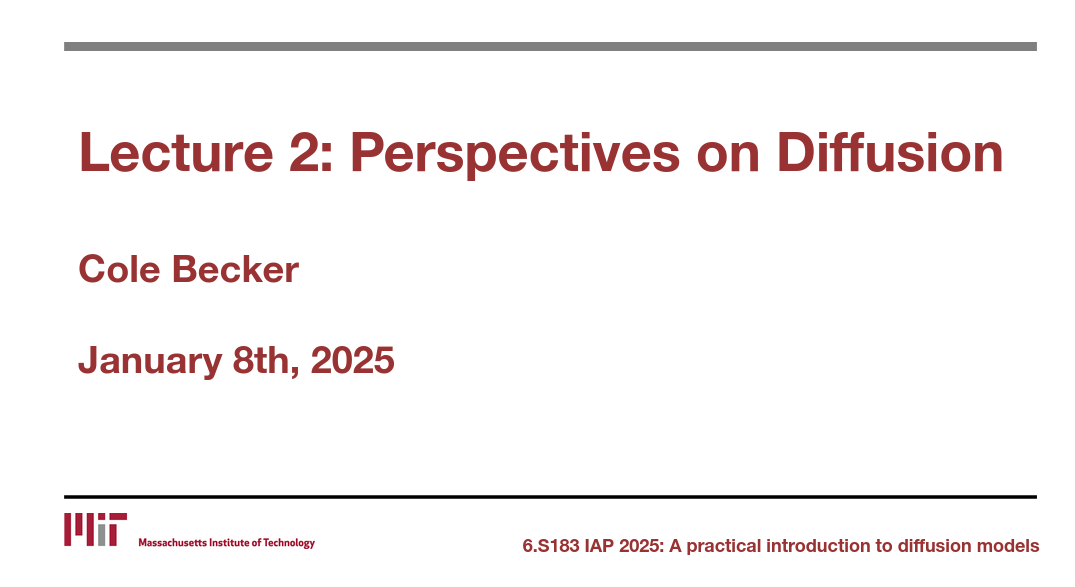 Lecture 2: Perspectives on Diffusion
Cole Becker
January 8th, 2025
MIT Massachusetts Institute of Technology
6.S183 IAP 2025: A practical introduction to diffusion models